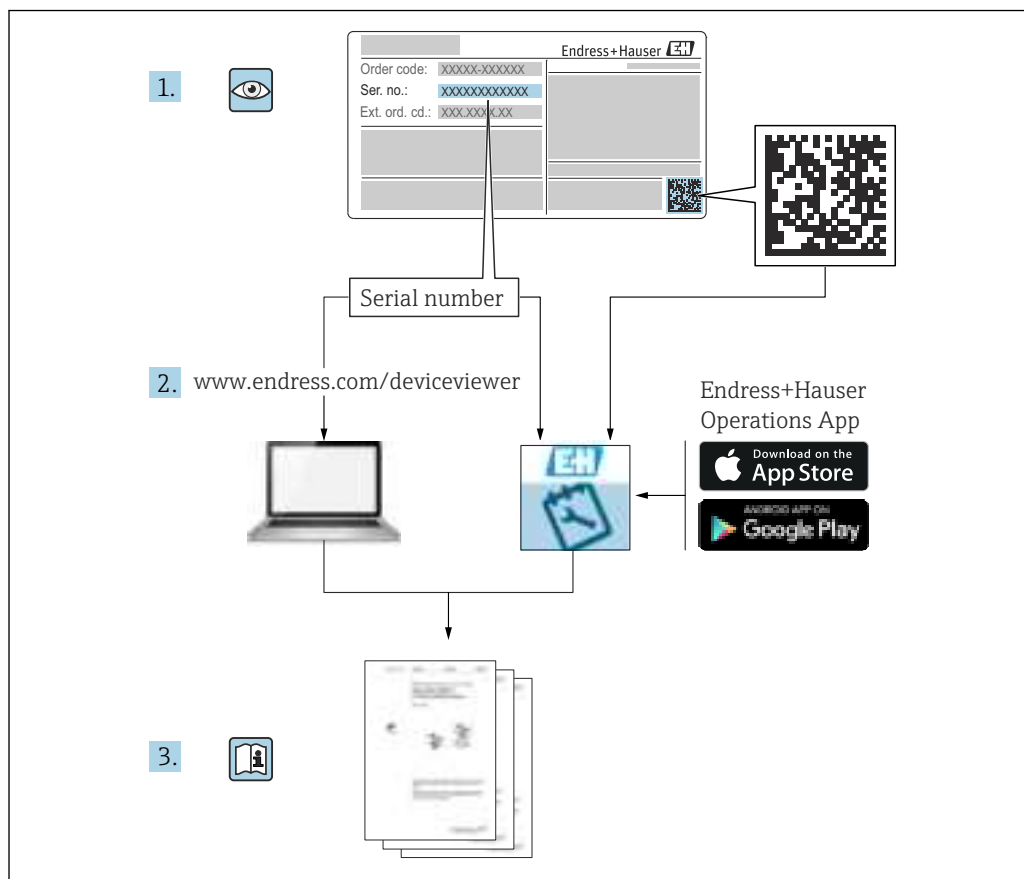 Endress+Hauser EH
Order code: XXXXX-XXXXXX
Ser. no.: XXXXXXXXXXXX
Ext. ord. cd.: XXX.XXXX.XX
1.
Serial number
2. www.endress.com/deviceviewer
Endress+Hauser
Operations App
EH
Download on the
App Store
ANDROID APP ON
Google Play
3.
i